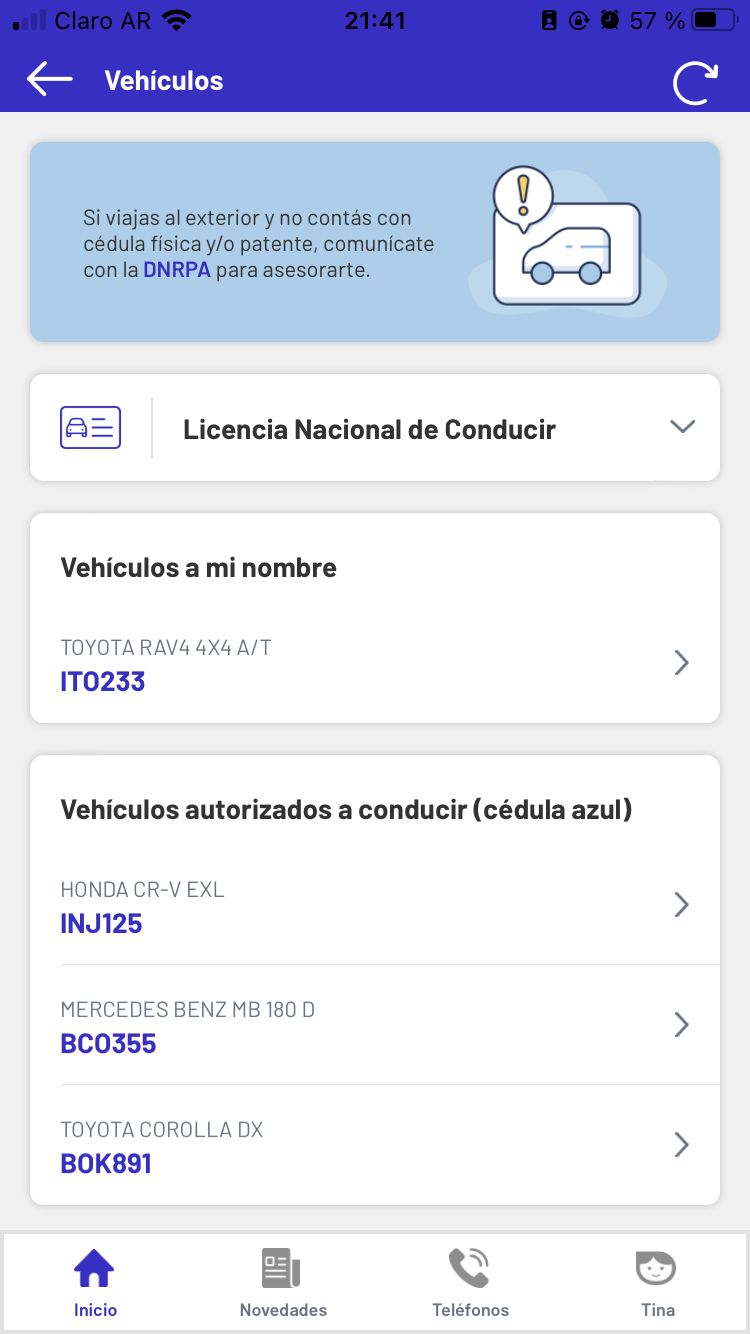 Claro AR 21:41 57 %
Vehículos
Si viajas al exterior y no contás con
cédula física y/o patente, comunícate
con la DNRPA para asesorarte.
Licencia Nacional de Conducir
Vehículos a mi nombre
TOYOTA RAV4 4X4 A/T
ITO233
Vehículos autorizados a conducir (cédula azul)
HONDA CR-V EXL
INJ125
MERCEDES BENZ MB 180 D
BCO355
TOYOTA COROLLA DX
BOK891
Inicio Novedades Teléfonos Tina